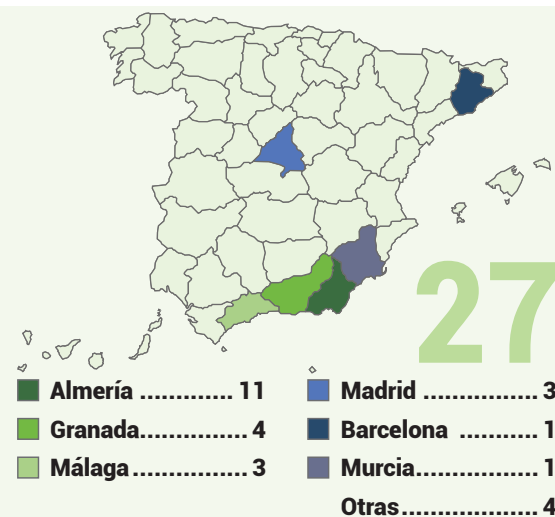 27
Almería ............. 11
Granada............... 4
Málaga ................ 3
Madrid ................ 3
Barcelona ........... 1
Murcia................. 1
Otras.................... 4